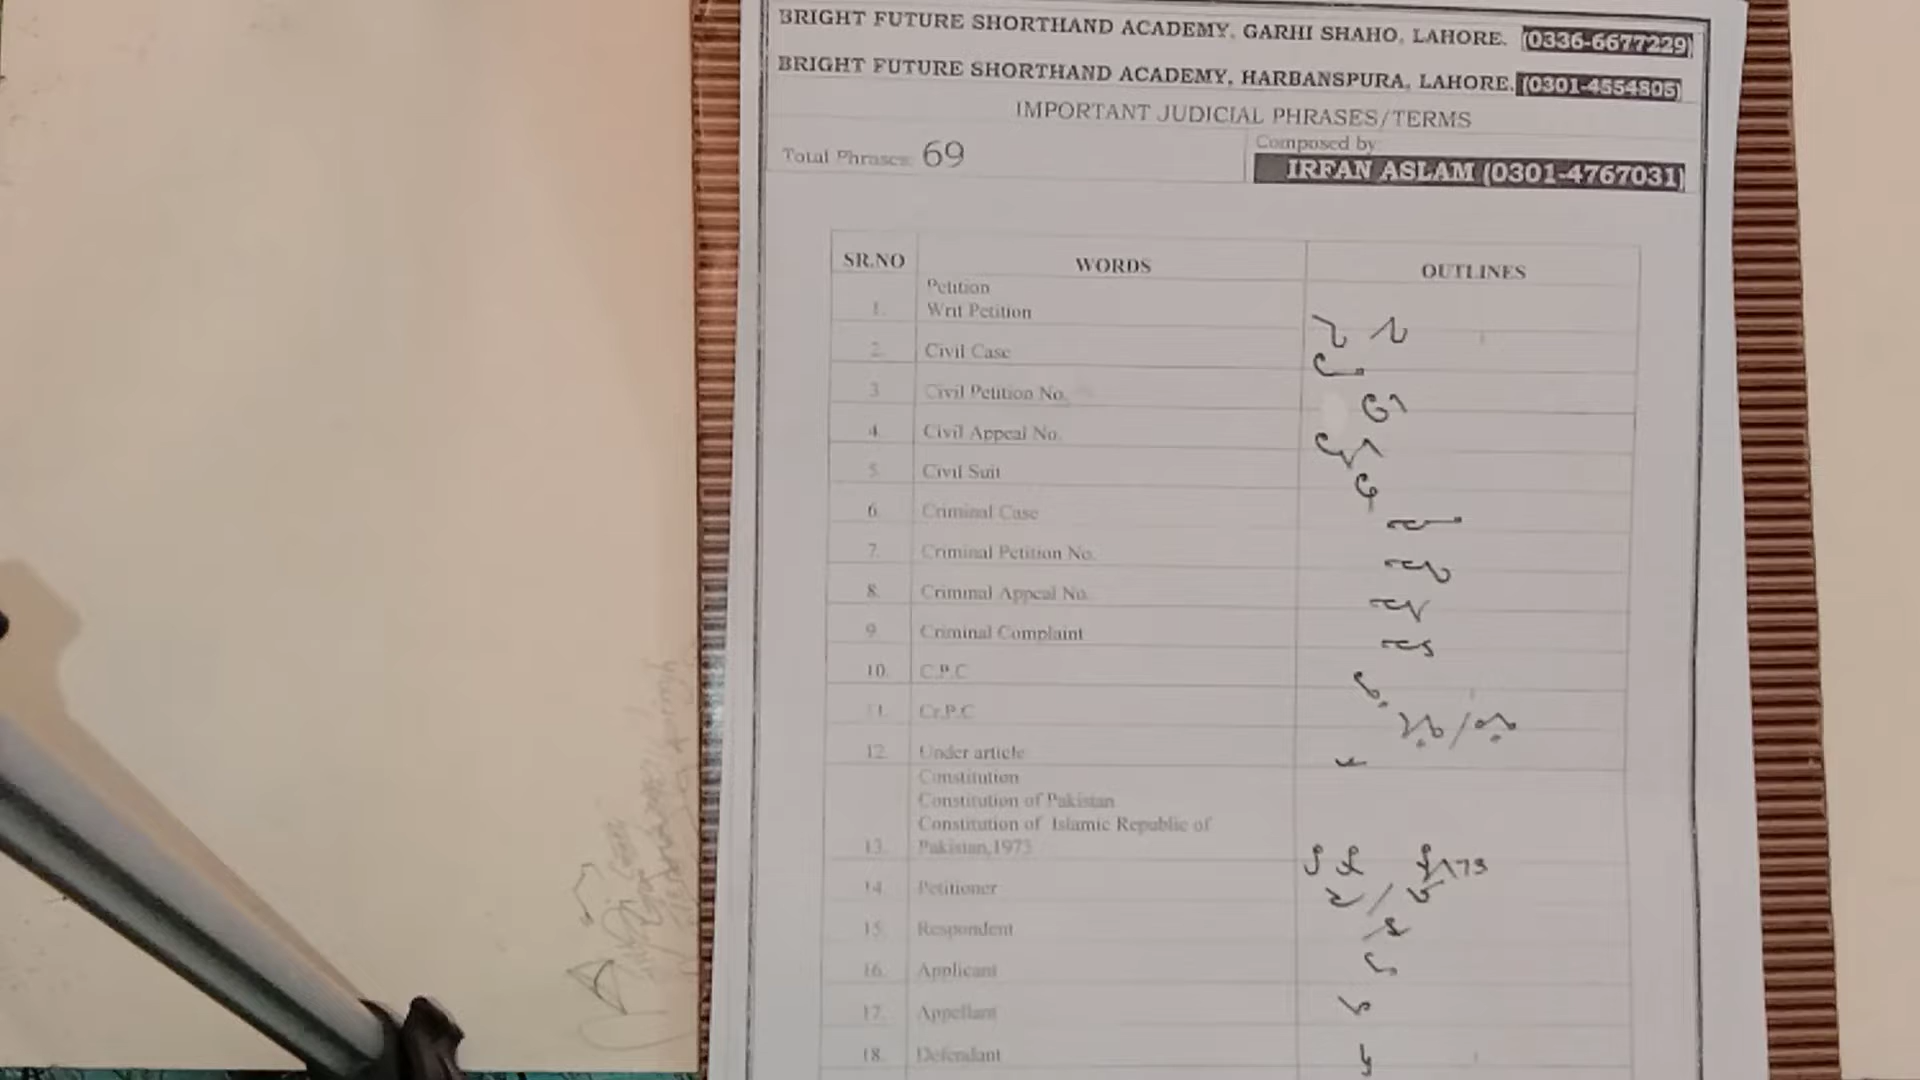 BRIGHT FUTURE SHORTHAND ACADEMY, GARHI SHAHO, LAHORE. (0336-6677229)
BRIGHT FUTURE SHORTHAND ACADEMY, HARBANSPURA, LAHORE. (0301-4554805)
IMPORTANT JUDICIAL PHRASES/TERMS
Total Phrases: 69
Composed by:
IRFAN ASLAM (0301-4767031)
SR.NO WORDS OUTLINES
Petition
1. Writ Petition
2. Civil Case
3. Civil Petition No.
4. Civil Appeal No.
5. Civil Suit
6. Criminal Case
7. Criminal Petition No.
8. Criminal Appeal No.
9. Criminal Complaint
10. C.P.C
11. Cr.P.C
12. Under article
Constitution
Constitution of Pakistan
Constitution of Islamic Republic of
13. Pakistan,1973 73
14. Petitioner
15. Respondent
16. Applicant
17. Appellant
18. Defendant